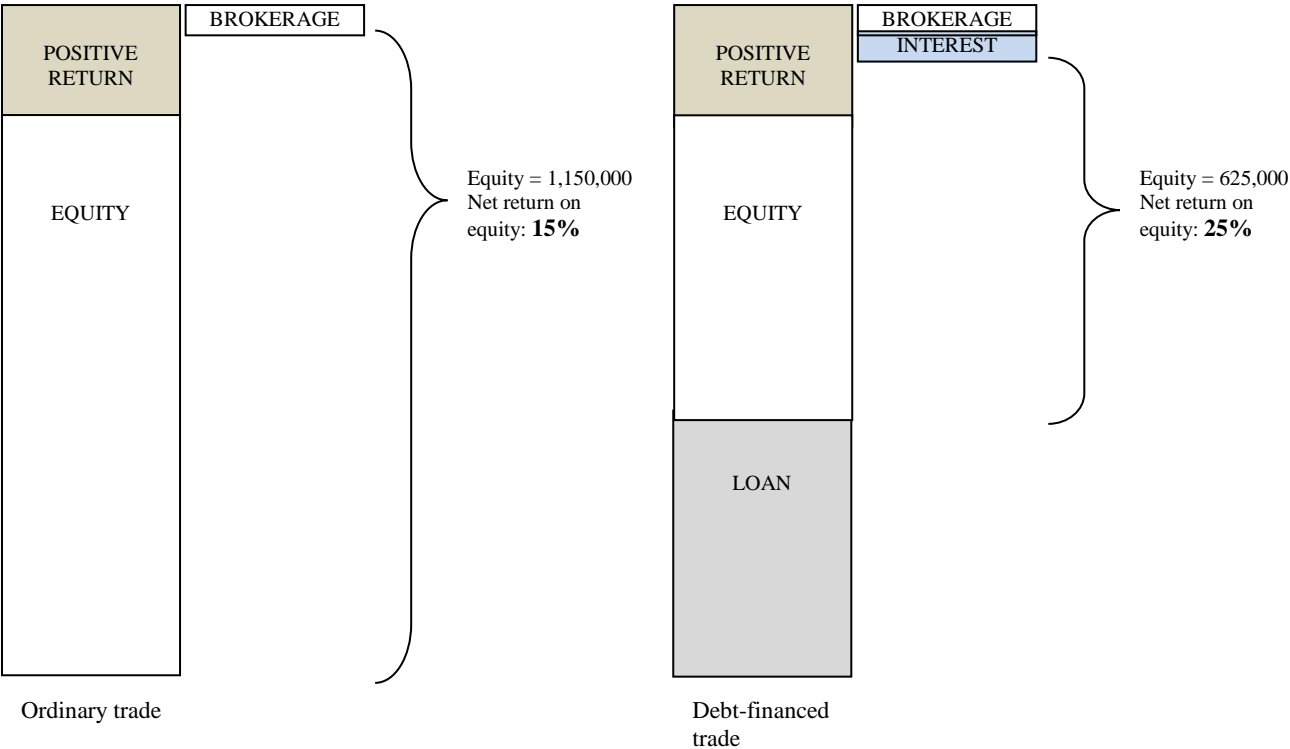 BROKERAGE
POSITIVE
RETURN
EQUITY
Equity = 1,150,000
Net return on
equity: 15%
Ordinary trade
BROKERAGE
INTEREST
POSITIVE
RETURN
EQUITY
LOAN
Equity = 625,000
Net return on
equity: 25%
Debt-financed
trade